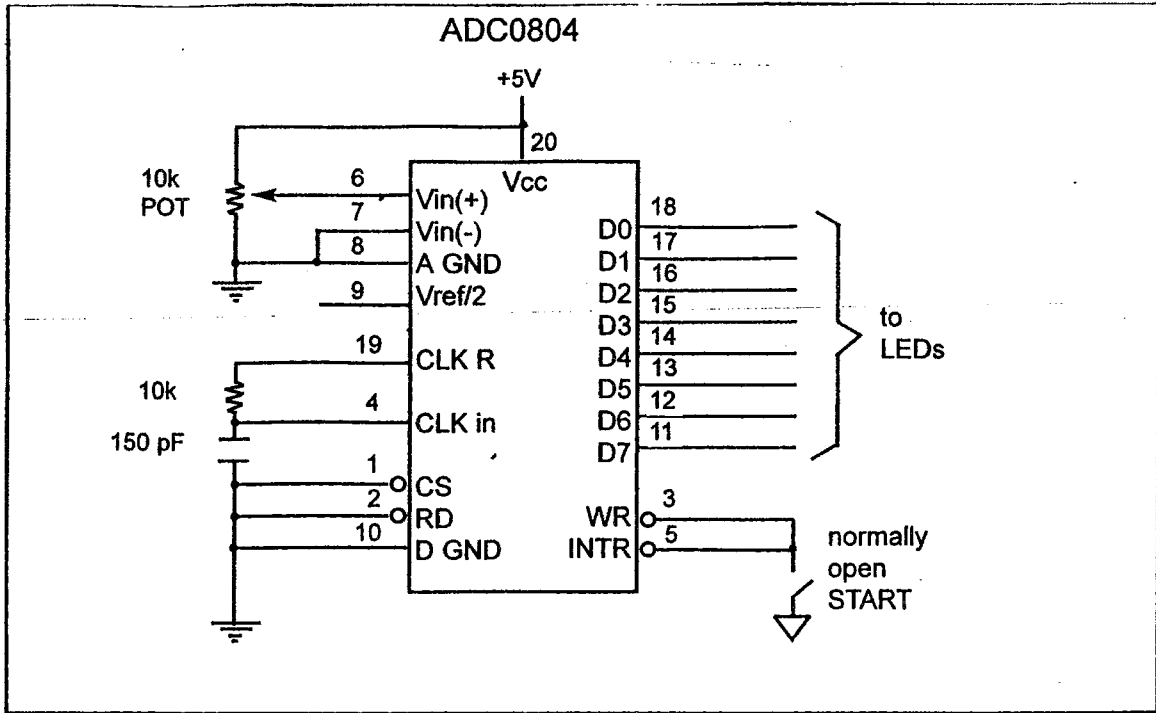 ADC0804
+5V
20
Vcc
10k
POT
6
Vin(+)
7
Vin(-)
8
A GND
9
Vref/2
19
CLK R
10k
4
CLK in
150 pF
1
CS
2
RD
10
D GND
18
D0
17
D1
16
D2
15
D3
14
D4
13
D5
12
D6
11
D7
to
LEDs
3
WR
5
INTR
normally
open
START